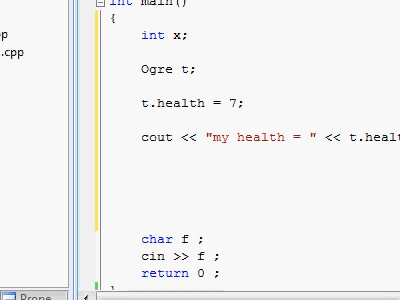 int main()
{
int x;
Ogre t;
t.health = 7;
cout << "my health = " << t.healt
char f ;
cin >> f ;
return 0 ;
}
.cpp
Prope